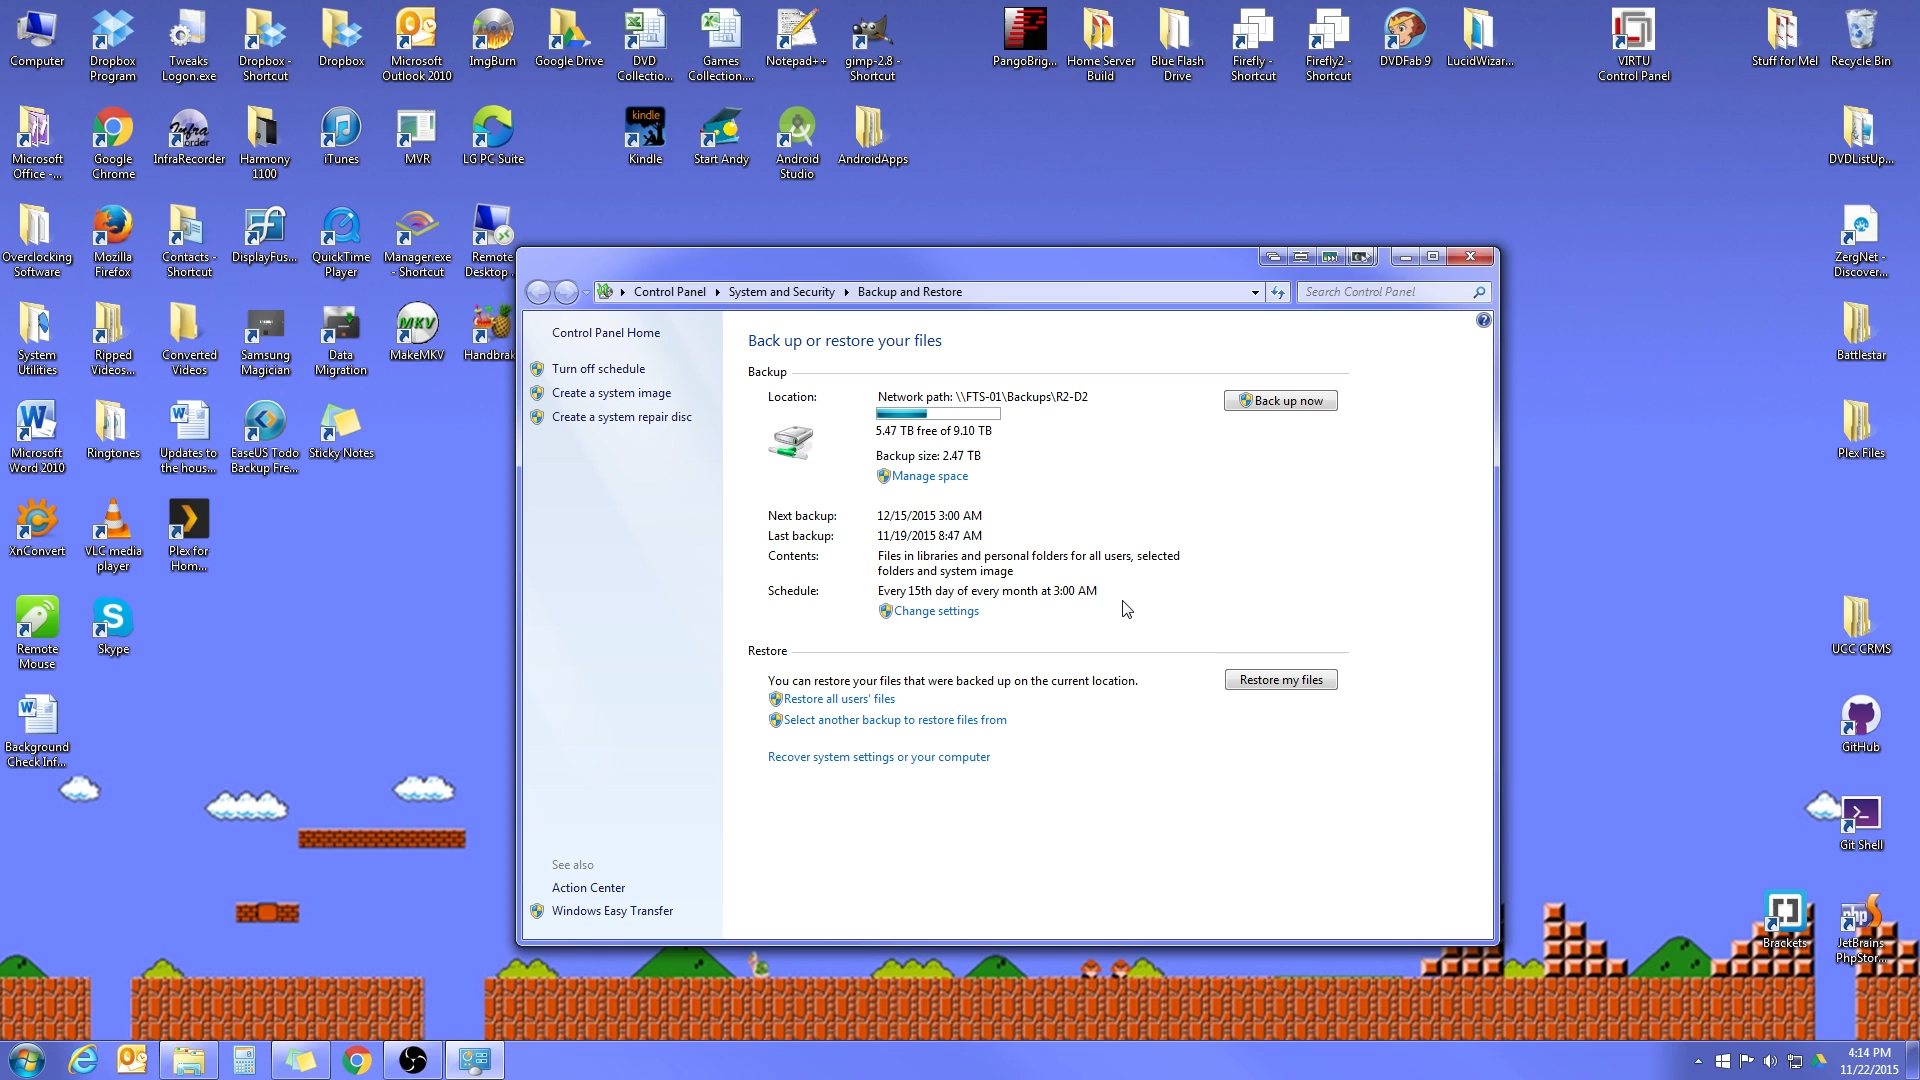 Computer
Dropbox
Program
Tweaks
Logon.exe
Dropbox -
Shortcut
Dropbox
Microsoft
Outlook 2010
ImgBurn
Google Drive
DVD
Collectio...
Games
Collection....
Notepad++
gimp-2.8 -
Shortcut
PangoBrig...
Home Server
Build
Blue Flash
Drive
Firefly -
Shortcut
Firefly2 -
Shortcut
DVDFab 9
LucidWizar...
VIRTU
Control Panel
Stuff for Mel
Recycle Bin
Microsoft
Office -...
Google
Chrome
InfraRecorder
Harmony
1100
iTunes
MVR
LG PC Suite
kindle
Kindle
Start Andy
Android
Studio
AndroidApps
DVDListUp...
Overclocking
Software
Mozilla
Firefox
Contacts -
Shortcut
DisplayFus...
QuickTime
Player
Manager.exe
- Shortcut
Remote
Desktop
ZergNet -
Discover...
System
Utilities
Ripped
Videos...
Converted
Videos
Samsung
Magician
Data
Migration
MKV
MakeMKV
Handbrak
Battlestar
Microsoft
Word 2010
Ringtones
Updates to
the hous...
EaseUS Todo
Backup Fre...
Sticky Notes
Plex Files
XnConvert
VLC media
player
Plex for
Hom...
Remote
Mouse
Skype
UCC CRMS
Background
Check Inf...
GitHub
Git Shell
Brackets
JetBrains
PhpStor...
Control Panel
System and Security
Backup and Restore
Search Control Panel
Control Panel Home
Turn off schedule
Create a system image
Create a system repair disc
See also
Action Center
Windows Easy Transfer
Back up or restore your files
Backup
Location:
Network path: \\FTS-01\Backups\R2-D2
Back up now
5.47 TB free of 9.10 TB
Backup size: 2.47 TB
Manage space
Next backup:
12/15/2015 3:00 AM
Last backup:
11/19/2015 8:47 AM
Contents:
Files in libraries and personal folders for all users, selected
folders and system image
Schedule:
Every 15th day of every month at 3:00 AM
Change settings
Restore
You can restore your files that were backed up on the current location.
Restore my files
Restore all users' files
Select another backup to restore files from
Recover system settings or your computer
4:14 PM
11/22/2015